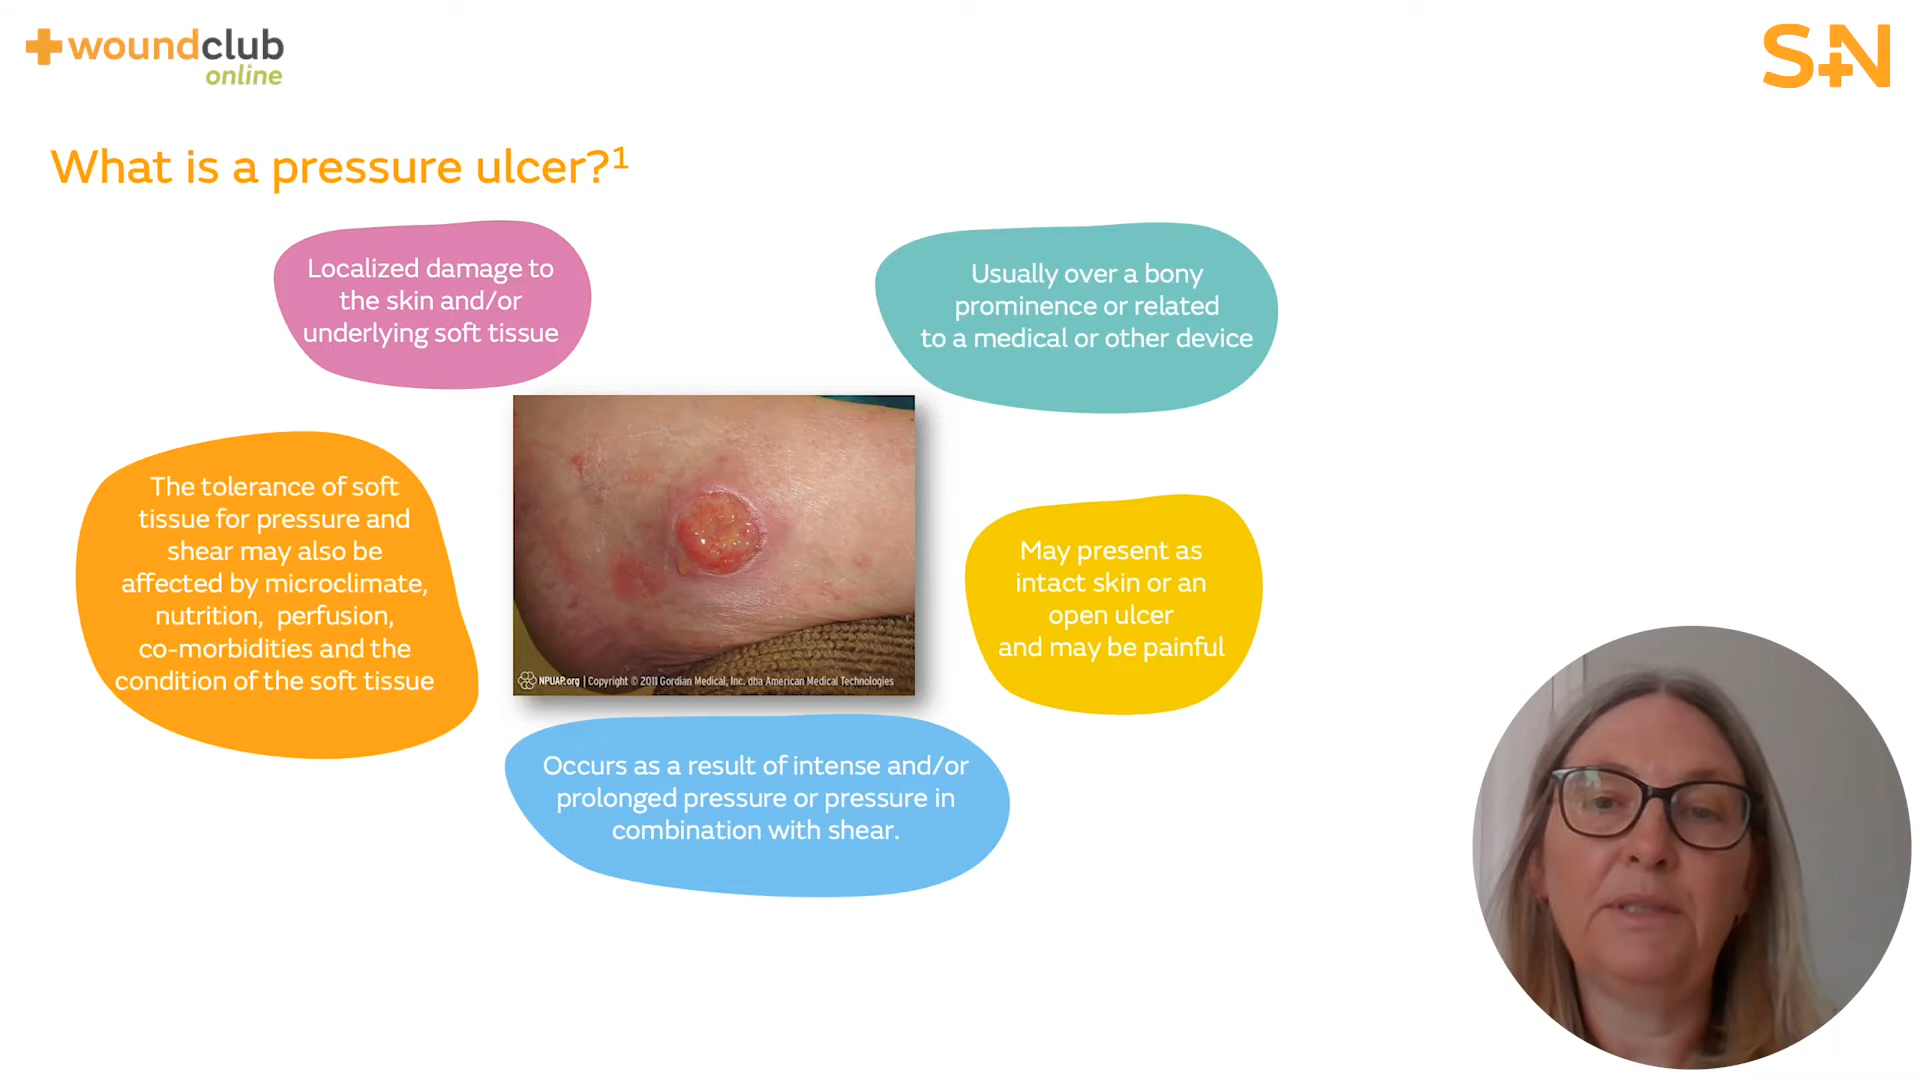 woundclub
online
S+N
What is a pressure ulcer?¹
Localized damage to
the skin and/or
underlying soft tissue
Usually over a bony
prominence or related
to a medical or other device
The tolerance of soft
tissue for pressure and
shear may also be
affected by microclimate,
nutrition, perfusion,
co-morbidities and the
condition of the soft tissue
May present as
intact skin or an
open ulcer
and may be painful
NPUAP.org | Copyright © 2011 Gordian Medical, Inc. dba American Medical Technologies
Occurs as a result of intense and/or
prolonged pressure or pressure in
combination with shear.